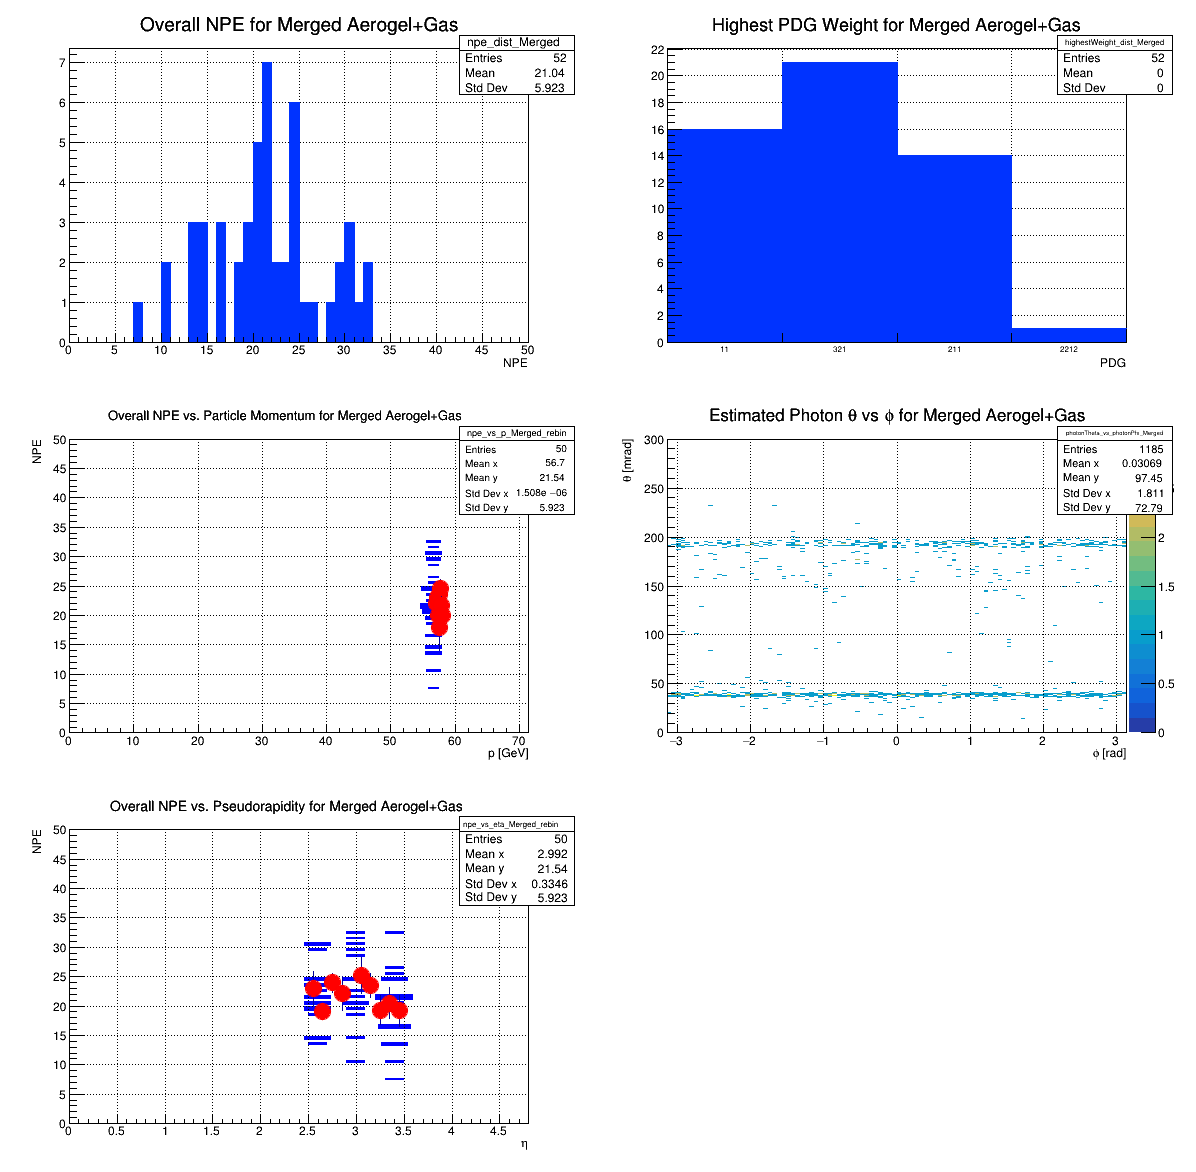 Overall NPE for Merged Aerogel+Gas
npe_dist_Merged
Entries 52
Mean 21.04
Std Dev 5.923
7
6
5
4
3
2
1
0
0 5 10 15 20 25 30 35 40 45 50
NPE
Highest PDG Weight for Merged Aerogel+Gas
highestWeight_dist_Merged
Entries 52
Mean 0
Std Dev 0
22
20
18
16
14
12
10
8
6
4
2
0
11 321 211 2212
PDG
Overall NPE vs. Particle Momentum for Merged Aerogel+Gas
NPE
npe_vs_p_Merged_rebin
Entries 50
Mean x 56.7
Mean y 21.54
Std Dev x 1.508e −06
Std Dev y 5.923
50
45
40
35
30
25
20
15
10
5
0
0 10 20 30 40 50 60 70
p [GeV]
Estimated Photon θ vs ϕ for Merged Aerogel+Gas
θ [mrad]
photonTheta_vs_photonPhi_Merged
Entries 1185
Mean x 0.03069
Mean y 97.45
Std Dev x 1.811
Std Dev y 72.79
300
250
200
150
100
50
0
2
1.5
1
0.5
0
−3 −2 −1 0 1 2 3
ϕ [rad]
Overall NPE vs. Pseudorapidity for Merged Aerogel+Gas
NPE
npe_vs_eta_Merged_rebin
Entries 50
Mean x 2.992
Mean y 21.54
Std Dev x 0.3346
Std Dev y 5.923
50
45
40
35
30
25
20
15
10
5
0
0 0.5 1 1.5 2 2.5 3 3.5 4 4.5
η